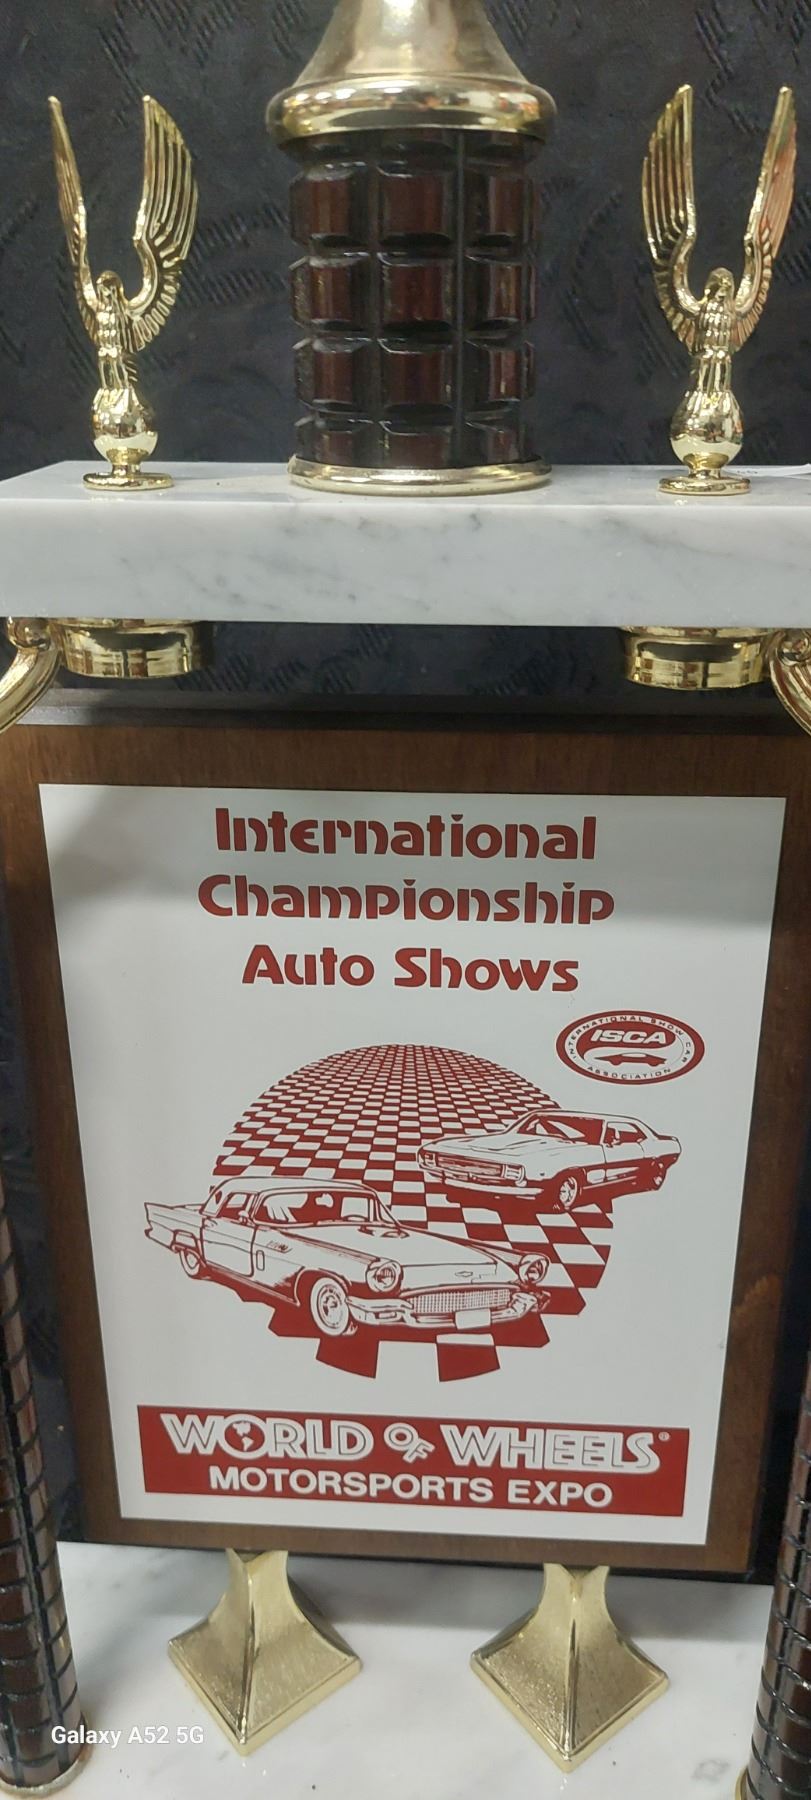 International
Championship
Auto Shows
INTERNATIONAL SHOW CAR
ISCA
ASSOCIATION
WORLD OF WHEELS®
MOTORSPORTS EXPO
Galaxy A52 5G